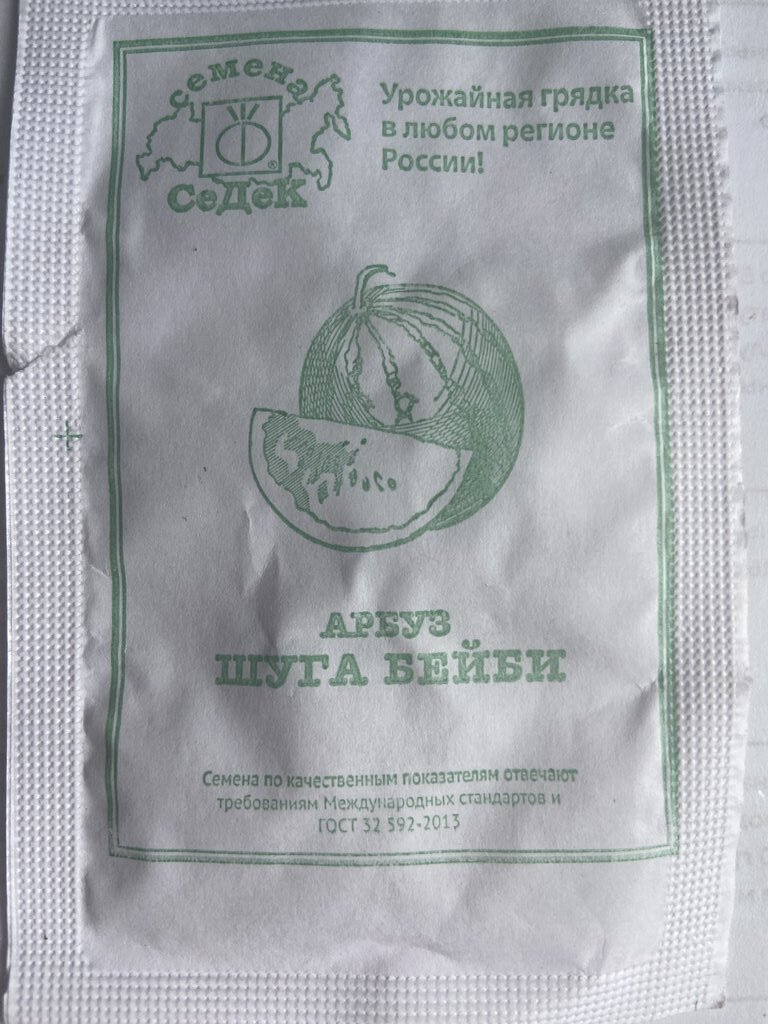 семена
СеДеК
Урожайная грядка
в любом регионе
России!
АРБУЗ
ШУГА БЕЙБИ
Семена по качественным показателям отвечают
требованиям Международных стандартов и
ГОСТ 32 592-2013